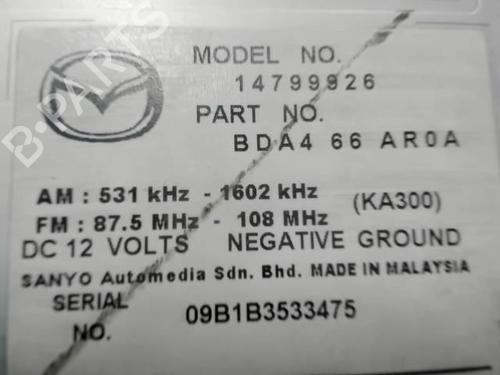 B-PARTS
MODEL NO.
14799926
PART NO.
BDA4 66 AR0A
AM : 531 kHz - 1602 kHz
(KA300)
FM : 87.5 MHz - 108 MHz
DC 12 VOLTS NEGATIVE GROUND
SANYO Automedia Sdn. Bhd. MADE IN MALAYSIA
SERIAL
NO.
09B1B3533475